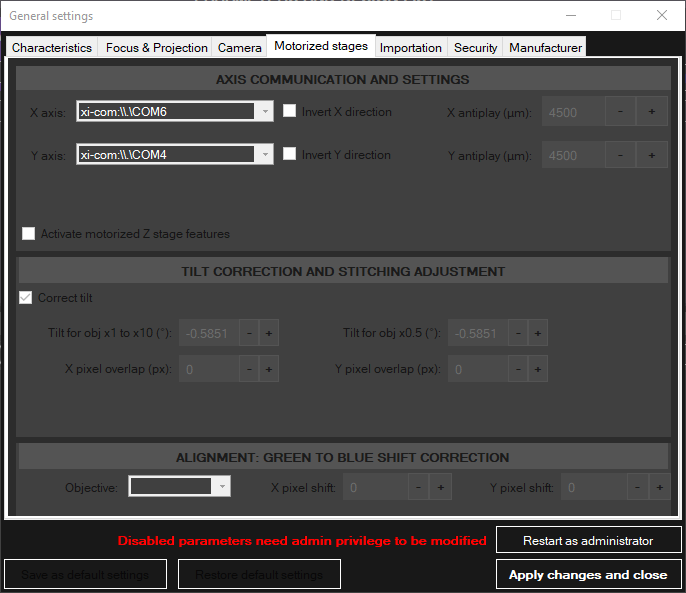 General settings
Characteristics Focus & Projection Camera Motorized stages Importation Security Manufacturer
AXIS COMMUNICATION AND SETTINGS
X axis: xi-com:\\.\COM6 Invert X direction X antiplay (µm): 4500 - +
Y axis: xi-com:\\.\COM4 Invert Y direction Y antiplay (µm): 4500 - +
Activate motorized Z stage features
TILT CORRECTION AND STITCHING ADJUSTMENT
Correct tilt
Tilt for obj x1 to x10 (°): -0.5851 - + Tilt for obj x0.5 (°): -0.5851 - +
X pixel overlap (px): 0 - + Y pixel overlap (px): 0 - +
ALIGNMENT: GREEN TO BLUE SHIFT CORRECTION
Objective: X pixel shift: 0 - + Y pixel shift: 0 - +
Disabled parameters need admin privilege to be modified Restart as administrator
Save as default settings Restore default settings Apply changes and close